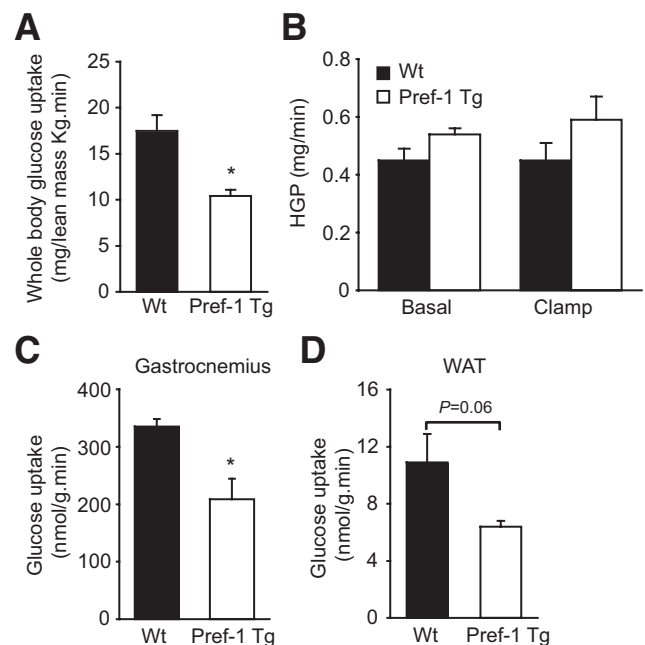 A
Whole body glucose uptake
(mg/lean mass Kg.min)
25
20
15
10
5
0
*
Wt Pref-1 Tg
B
HGP (mg/min)
0.8
0.6
0.4
0.2
0
Wt
Pref-1 Tg
Basal Clamp
C
Gastrocnemius
Glucose uptake
(nmol/g.min)
400
300
200
100
0
*
Wt Pref-1 Tg
D
WAT
Glucose uptake
(nmol/g.min)
16
12
8
4
0
P=0.06
Wt Pref-1 Tg